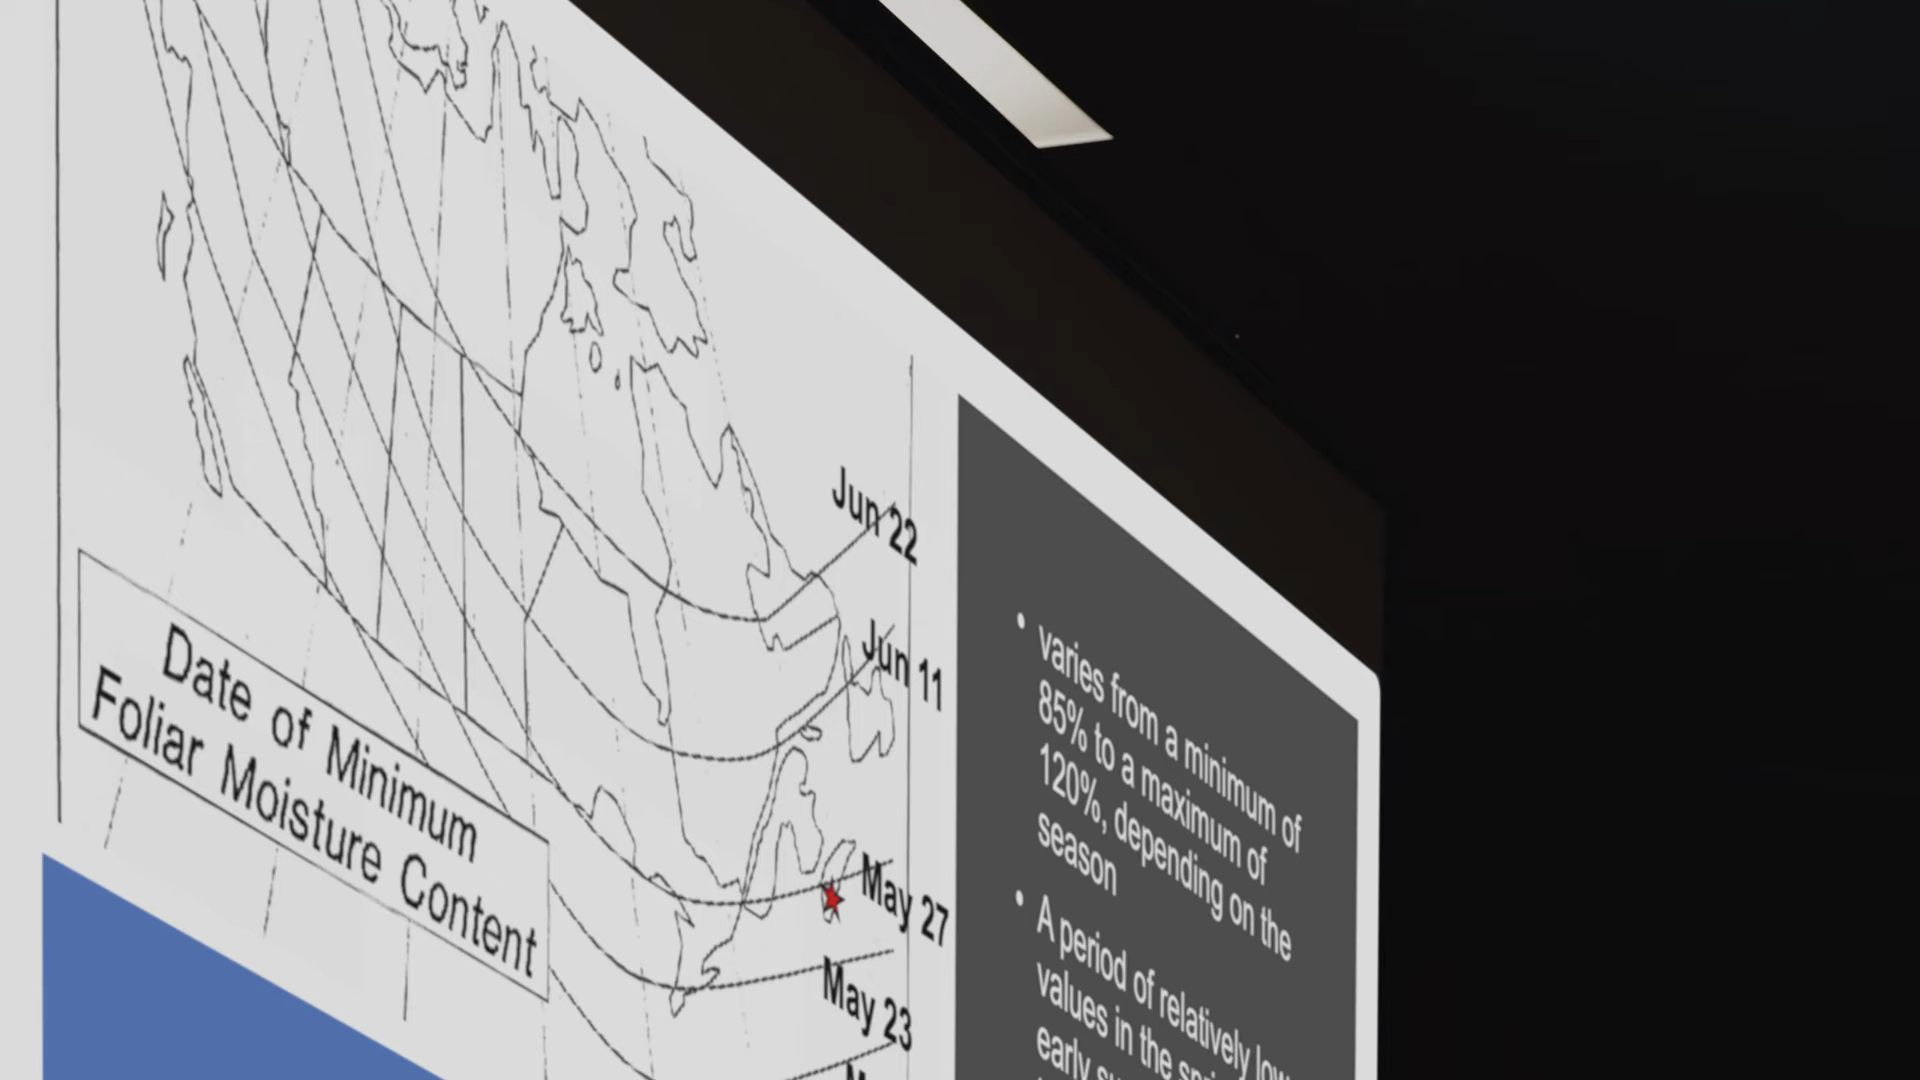 Jun 22
Jun 11
May 27
May 23
Date of Minimum
Foliar Moisture Content
• varies from a minimum of
85% to a maximum of
120%, depending on the
season
• A period of relatively low
values in the
early